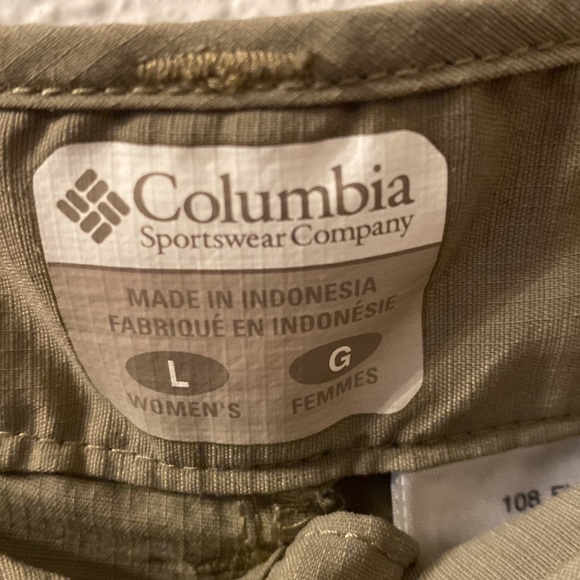 Columbia
Sportswear Company
MADE IN INDONESIA
FABRIQUÉ EN INDONÉSIE
L
WOMEN'S
G
FEMMES
108